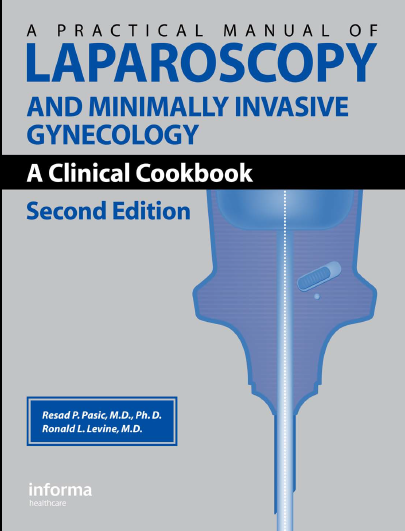 A PRACTICAL MANUAL OF
LAPAROSCOPY
AND MINIMALLY INVASIVE
GYNECOLOGY
A Clinical Cookbook
Second Edition
Resad P. Pasic, M.D., Ph. D.
Ronald L. Levine, M.D.
informa
healthcare